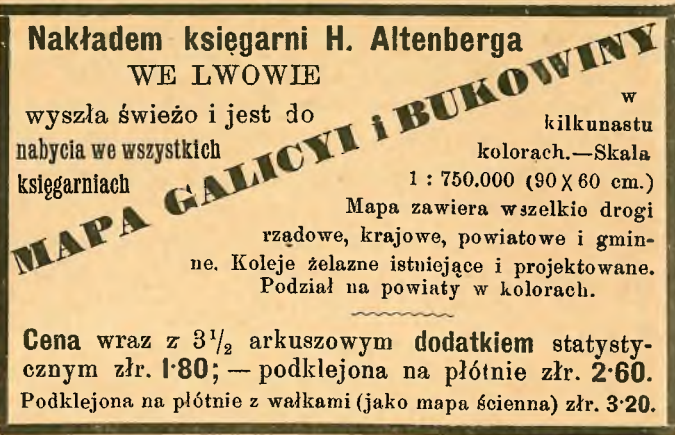 Nakładem księgarni H. Altenberga
WE LWOWIE
wyszła świeżo i jest do
nabycia we wszystkich
księgarniach
MAPA GALICYI i BUKOWINY
w
kilkunastu
kolorach.—Skala
1 : 750.000 (90 X 60 cm.)
Mapa zawiera wszelkie drogi
rządowe, krajowe, powiatowe i gmin-
ne. Koleje żelazne istniejące i projektowane.
Podział na powiaty w kolorach.
Cena wraz z 3½ arkuszowym dodatkiem statysty-
cznym złr. 1·80; — podklejona na płótnie złr. 2·60.
Podklejona na płótnie z wałkami (jako mapa ścienna) złr. 3·20.